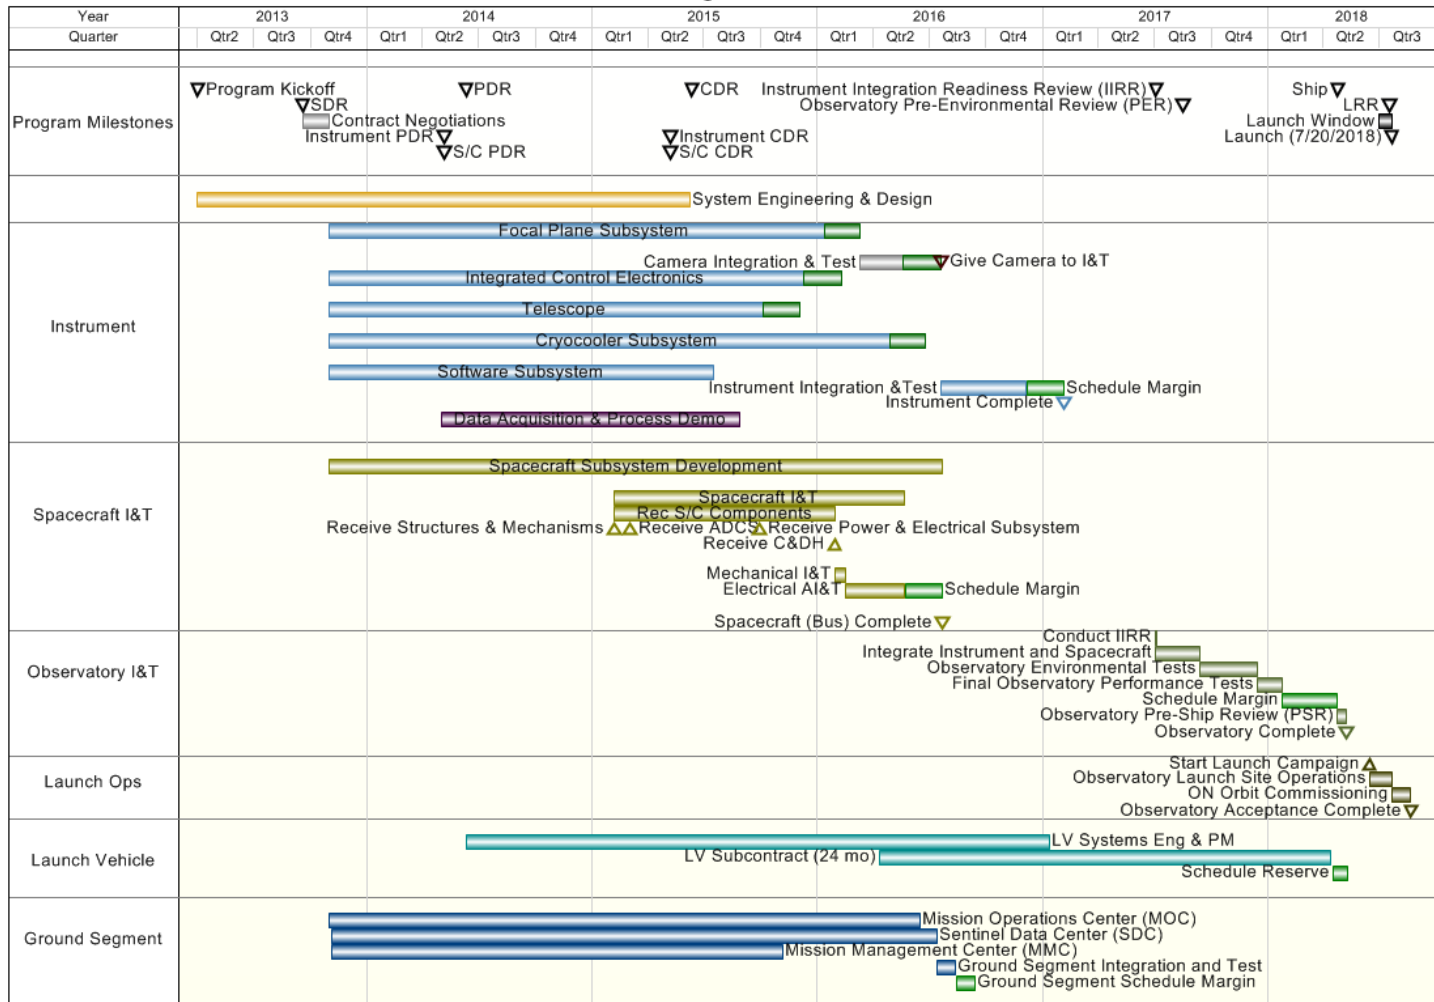 Year 2013 2014 2015 2016 2017 2018
Quarter Qtr2 Qtr3 Qtr4 Qtr1 Qtr2 Qtr3 Qtr4 Qtr1 Qtr2 Qtr3 Qtr4 Qtr1 Qtr2 Qtr3 Qtr4 Qtr1 Qtr2 Qtr3 Qtr4 Qtr1 Qtr2 Qtr3
Program Milestones
Program Kickoff PDR CDR Instrument Integration Readiness Review (IIRR) Ship
SDR Observatory Pre-Environmental Review (PER) LRR
Contract Negotiations Launch Window
Instrument PDR Instrument CDR Launch (7/20/2018)
S/C PDR S/C CDR
System Engineering & Design
Instrument
Focal Plane Subsystem
Camera Integration & Test Give Camera to I&T
Integrated Control Electronics
Telescope
Cryocooler Subsystem
Software Subsystem
Instrument Integration &Test Schedule Margin
Instrument Complete
Data Acquisition & Process Demo
Spacecraft I&T
Spacecraft Subsystem Development
Spacecraft I&T
Rec S/C Components
Receive Structures & Mechanisms Receive ADCS Receive Power & Electrical Subsystem
Receive C&DH
Mechanical I&T
Electrical AI&T Schedule Margin
Spacecraft (Bus) Complete
Observatory I&T
Conduct IIRR
Integrate Instrument and Spacecraft
Observatory Environmental Tests
Final Observatory Performance Tests
Schedule Margin
Observatory Pre-Ship Review (PSR)
Observatory Complete
Launch Ops
Start Launch Campaign
Observatory Launch Site Operations
ON Orbit Commissioning
Observatory Acceptance Complete
Launch Vehicle
LV Systems Eng & PM
LV Subcontract (24 mo)
Schedule Reserve
Ground Segment
Mission Operations Center (MOC)
Sentinel Data Center (SDC)
Mission Management Center (MMC)
Ground Segment Integration and Test
Ground Segment Schedule Margin